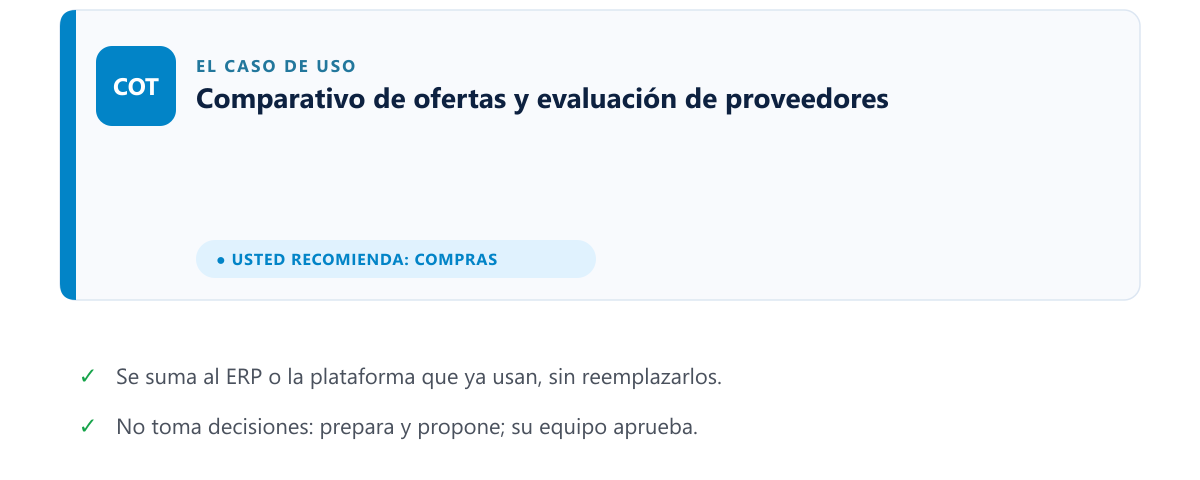 COT
EL CASO DE USO
Comparativo de ofertas y evaluación de proveedores
● USTED RECOMIENDA: COMPRAS
✓ Se suma al ERP o la plataforma que ya usan, sin reemplazarlos.
✓ No toma decisiones: prepara y propone; su equipo aprueba.